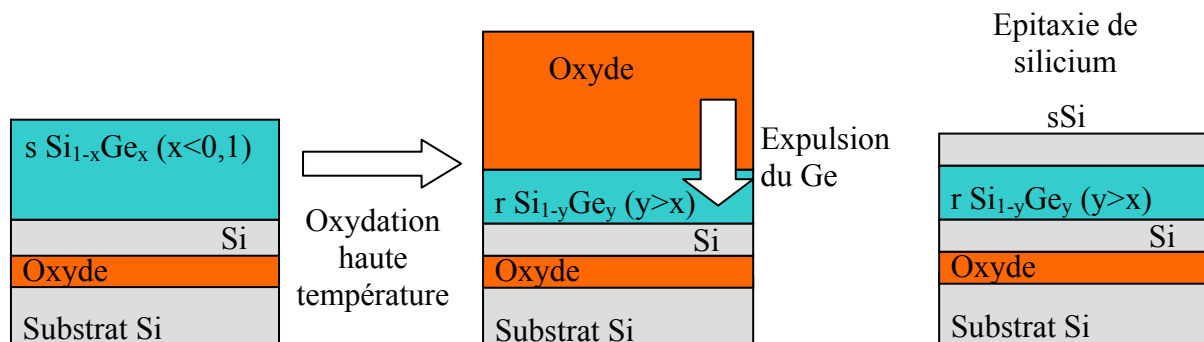 s Si₁₋ₓGeₓ (x<0,1)
Si
Oxyde
Substrat Si
Oxydation
haute
température
Oxyde
Expulsion
du Ge
r Si₁₋yGey (y>x)
Si
Oxyde
Substrat Si
Epitaxie de
silicium
sSi
r Si₁₋yGey (y>x)
Si
Oxyde
Substrat Si